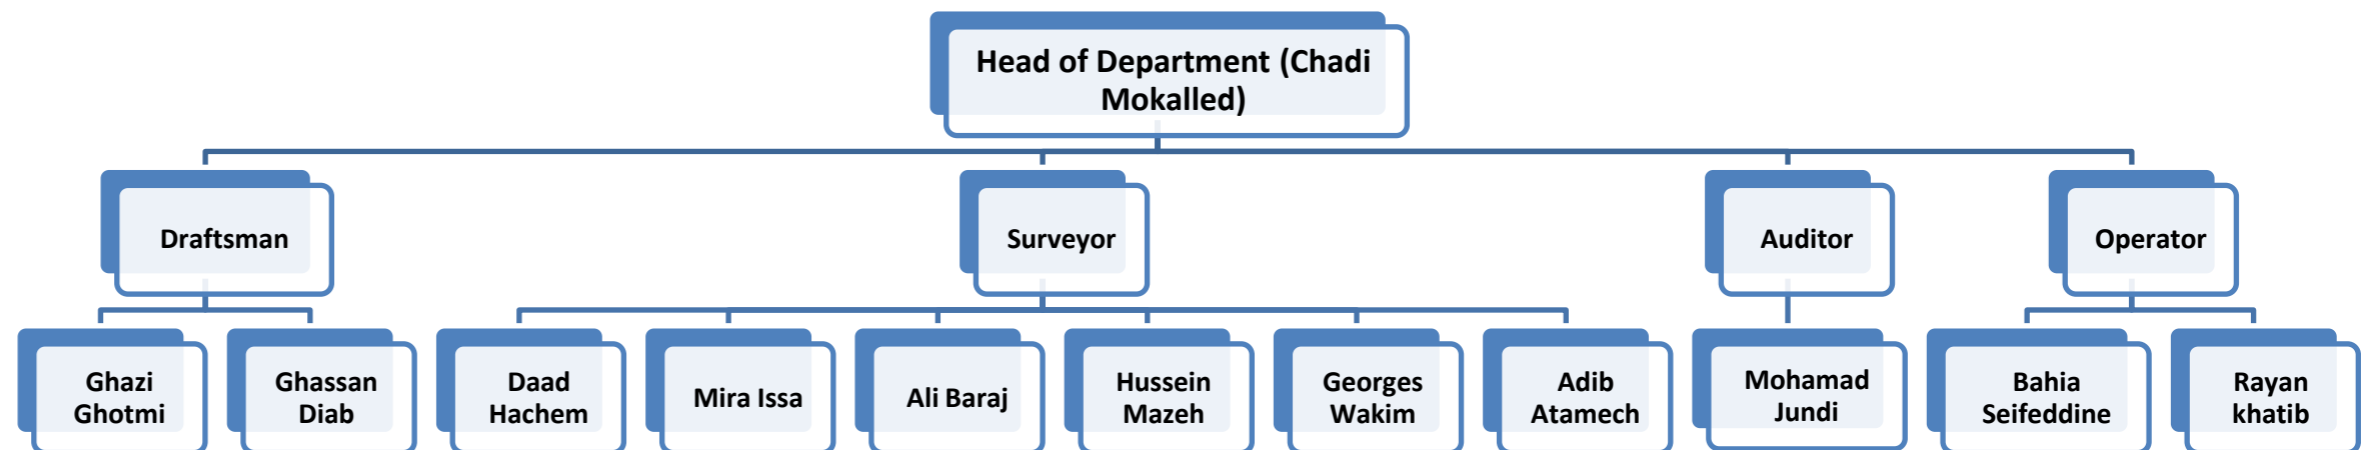 Head of Department (Chadi
Mokalled)
Draftsman
Surveyor
Auditor
Operator
Ghazi
Ghotmi
Ghassan
Diab
Daad
Hachem
Mira Issa
Ali Baraj
Hussein
Mazeh
Georges
Wakim
Adib
Atamech
Mohamad
Jundi
Bahia
Seifeddine
Rayan
khatib